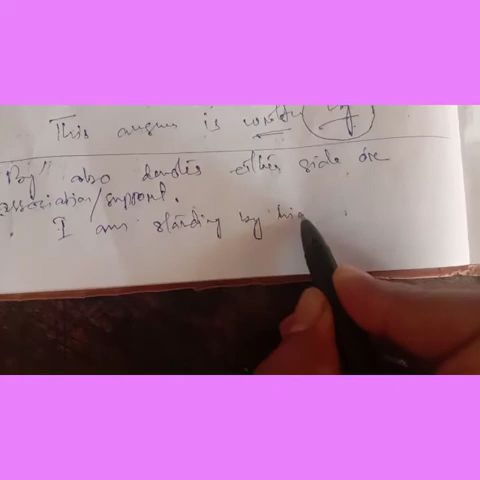 This answer is written by
"By" also denotes either side or
association/support.
I am standing by him